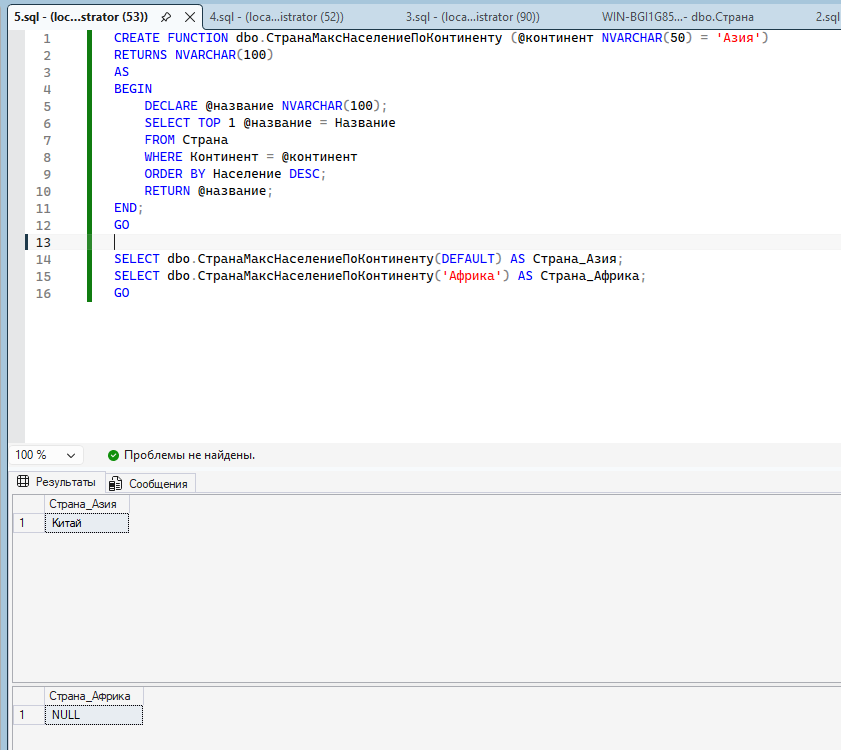 5.sql - (loc...strator (53))
4.sql - (loca...istrator (52))
3.sql - (loca...istrator (90))
WIN-BGI1G85...- dbo.Страна
2.sql
1 CREATE FUNCTION dbo.СтранаМаксНаселениеПоКонтиненту (@континент NVARCHAR(50) = 'Азия')
2 RETURNS NVARCHAR(100)
3 AS
4 BEGIN
5 DECLARE @название NVARCHAR(100);
6 SELECT TOP 1 @название = Название
7 FROM Страна
8 WHERE Континент = @континент
9 ORDER BY Население DESC;
10 RETURN @название;
11 END;
12 GO
13
14 SELECT dbo.СтранаМаксНаселениеПоКонтиненту(DEFAULT) AS Страна_Азия;
15 SELECT dbo.СтранаМаксНаселениеПоКонтиненту('Африка') AS Страна_Африка;
16 GO
100 %
Проблемы не найдены.
Результаты
Сообщения
Страна_Азия
1 Китай
Страна_Африка
1 NULL